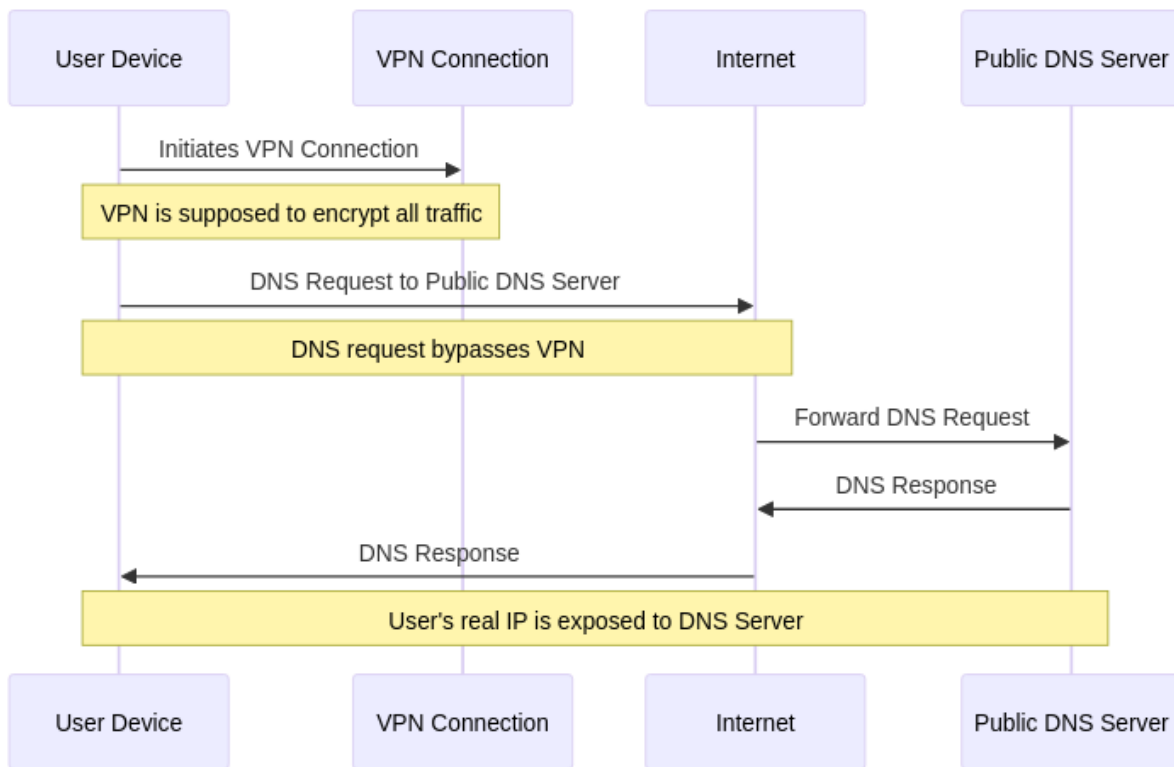 User Device
VPN Connection
Internet
Public DNS Server
Initiates VPN Connection
VPN is supposed to encrypt all traffic
DNS Request to Public DNS Server
DNS request bypasses VPN
Forward DNS Request
DNS Response
DNS Response
User's real IP is exposed to DNS Server
User Device
VPN Connection
Internet
Public DNS Server